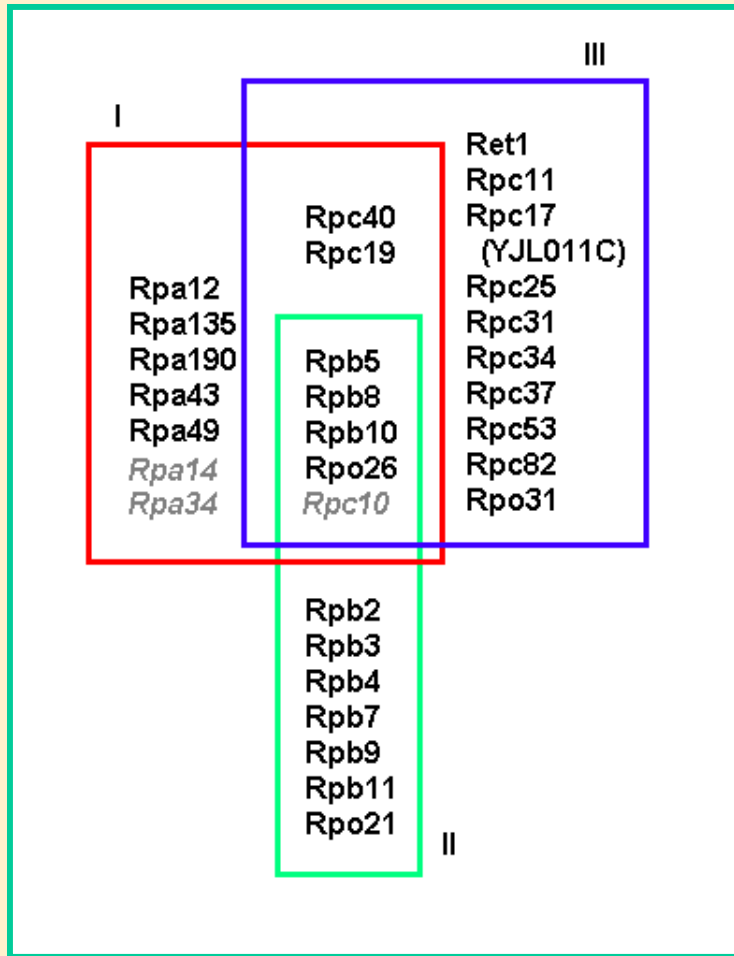 III
I
Ret1
Rpc11
Rpc17
(YJL011C)
Rpc25
Rpc31
Rpc34
Rpc37
Rpc53
Rpc82
Rpo31
Rpc40
Rpc19
Rpa12
Rpa135
Rpa190
Rpa43
Rpa49
Rpa14
Rpa34
Rpb5
Rpb8
Rpb10
Rpo26
Rpc10
Rpb2
Rpb3
Rpb4
Rpb7
Rpb9
Rpb11
Rpo21
II